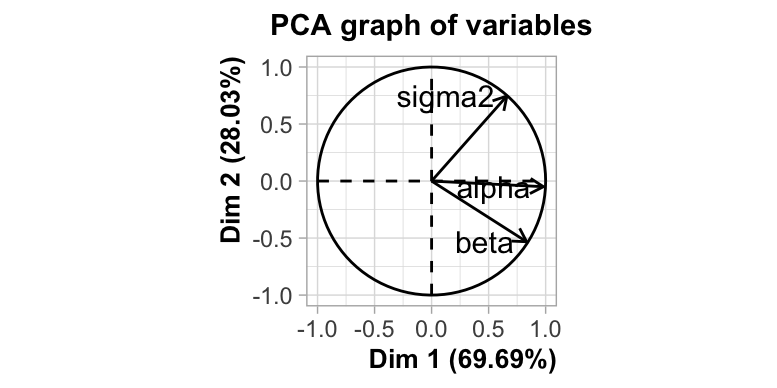 PCA graph of variables
1.0
sigma2
0.5
0.0
alpha
-0.5
beta
-1.0
Dim 2 (28.03%)
-1.0 -0.5 0.0 0.5 1.0
Dim 1 (69.69%)